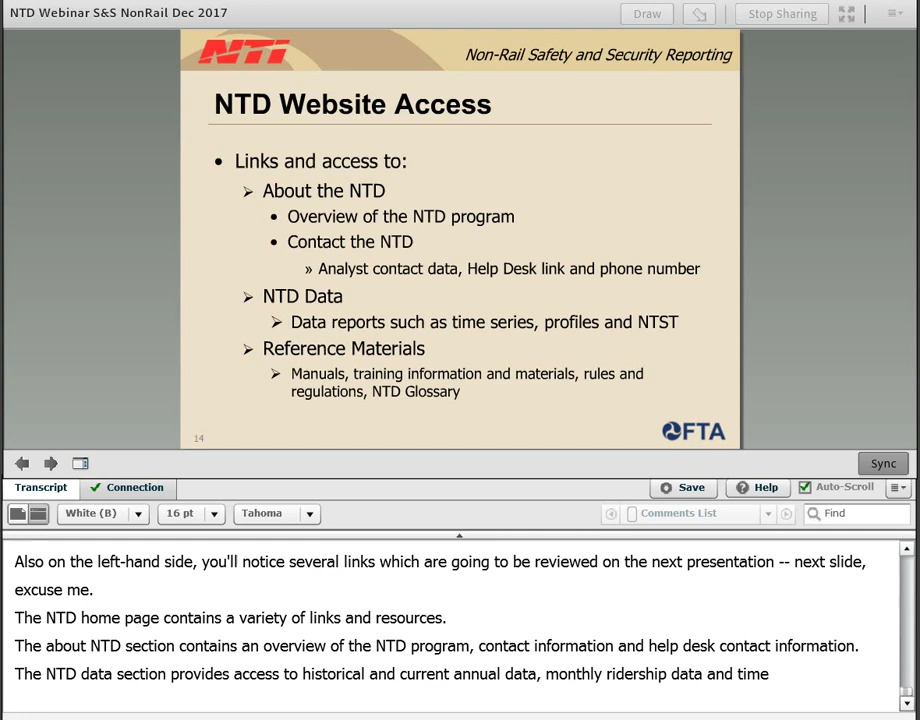 NTD Webinar S&S NonRail Dec 2017
Draw
Stop Sharing
NTi
Non-Rail Safety and Security Reporting
NTD Website Access
• Links and access to:
➢ About the NTD
• Overview of the NTD program
• Contact the NTD
» Analyst contact data, Help Desk link and phone number
➢ NTD Data
➢ Data reports such as time series, profiles and NTST
➢ Reference Materials
➢ Manuals, training information and materials, rules and
regulations, NTD Glossary
14
FTA
Sync
Transcript
Connection
Save
Help
Auto-Scroll
White (B)
16 pt
Tahoma
Comments List
Find
Also on the left-hand side, you'll notice several links which are going to be reviewed on the next presentation -- next slide,
excuse me.
The NTD home page contains a variety of links and resources.
The about NTD section contains an overview of the NTD program, contact information and help desk contact information.
The NTD data section provides access to historical and current annual data, monthly ridership data and time